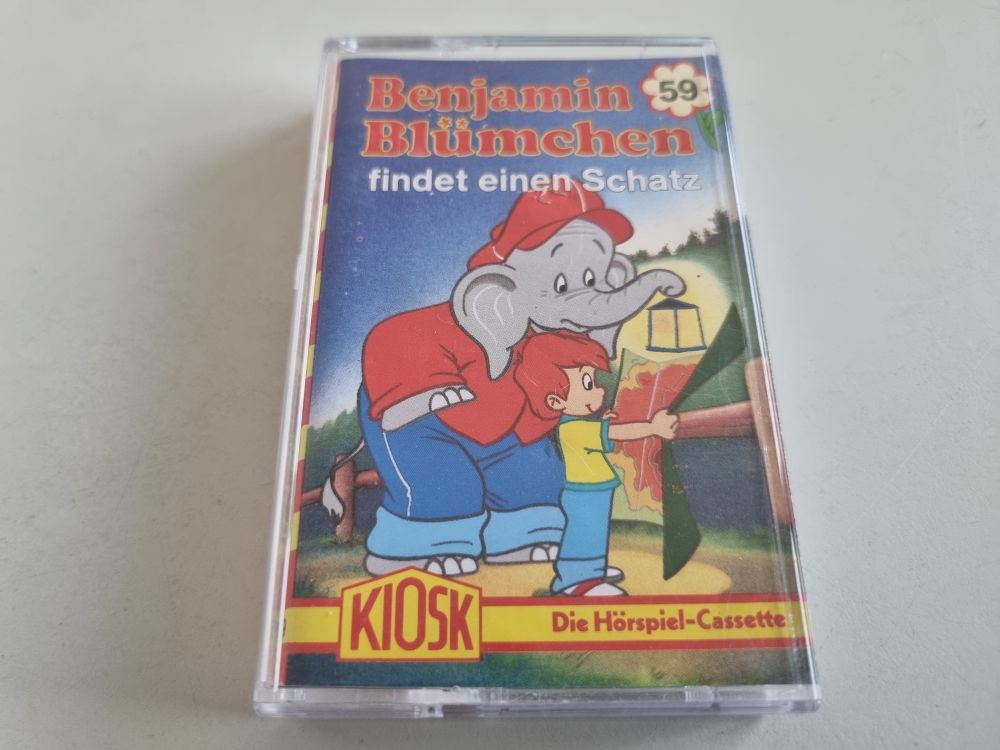 Benjamin
59
Blümchen
findet einen Schatz
KIOSK
Die Hörspiel-Cassette